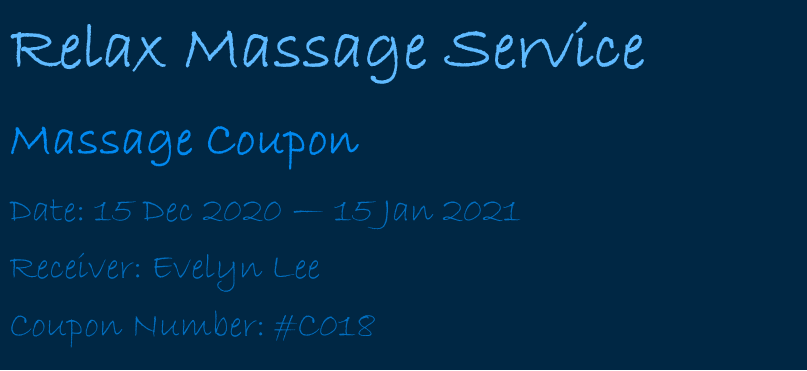 Relax Massage Service
Massage Coupon
Date: 15 Dec 2020 — 15 Jan 2021
Receiver: Evelyn Lee
Coupon Number: #C018